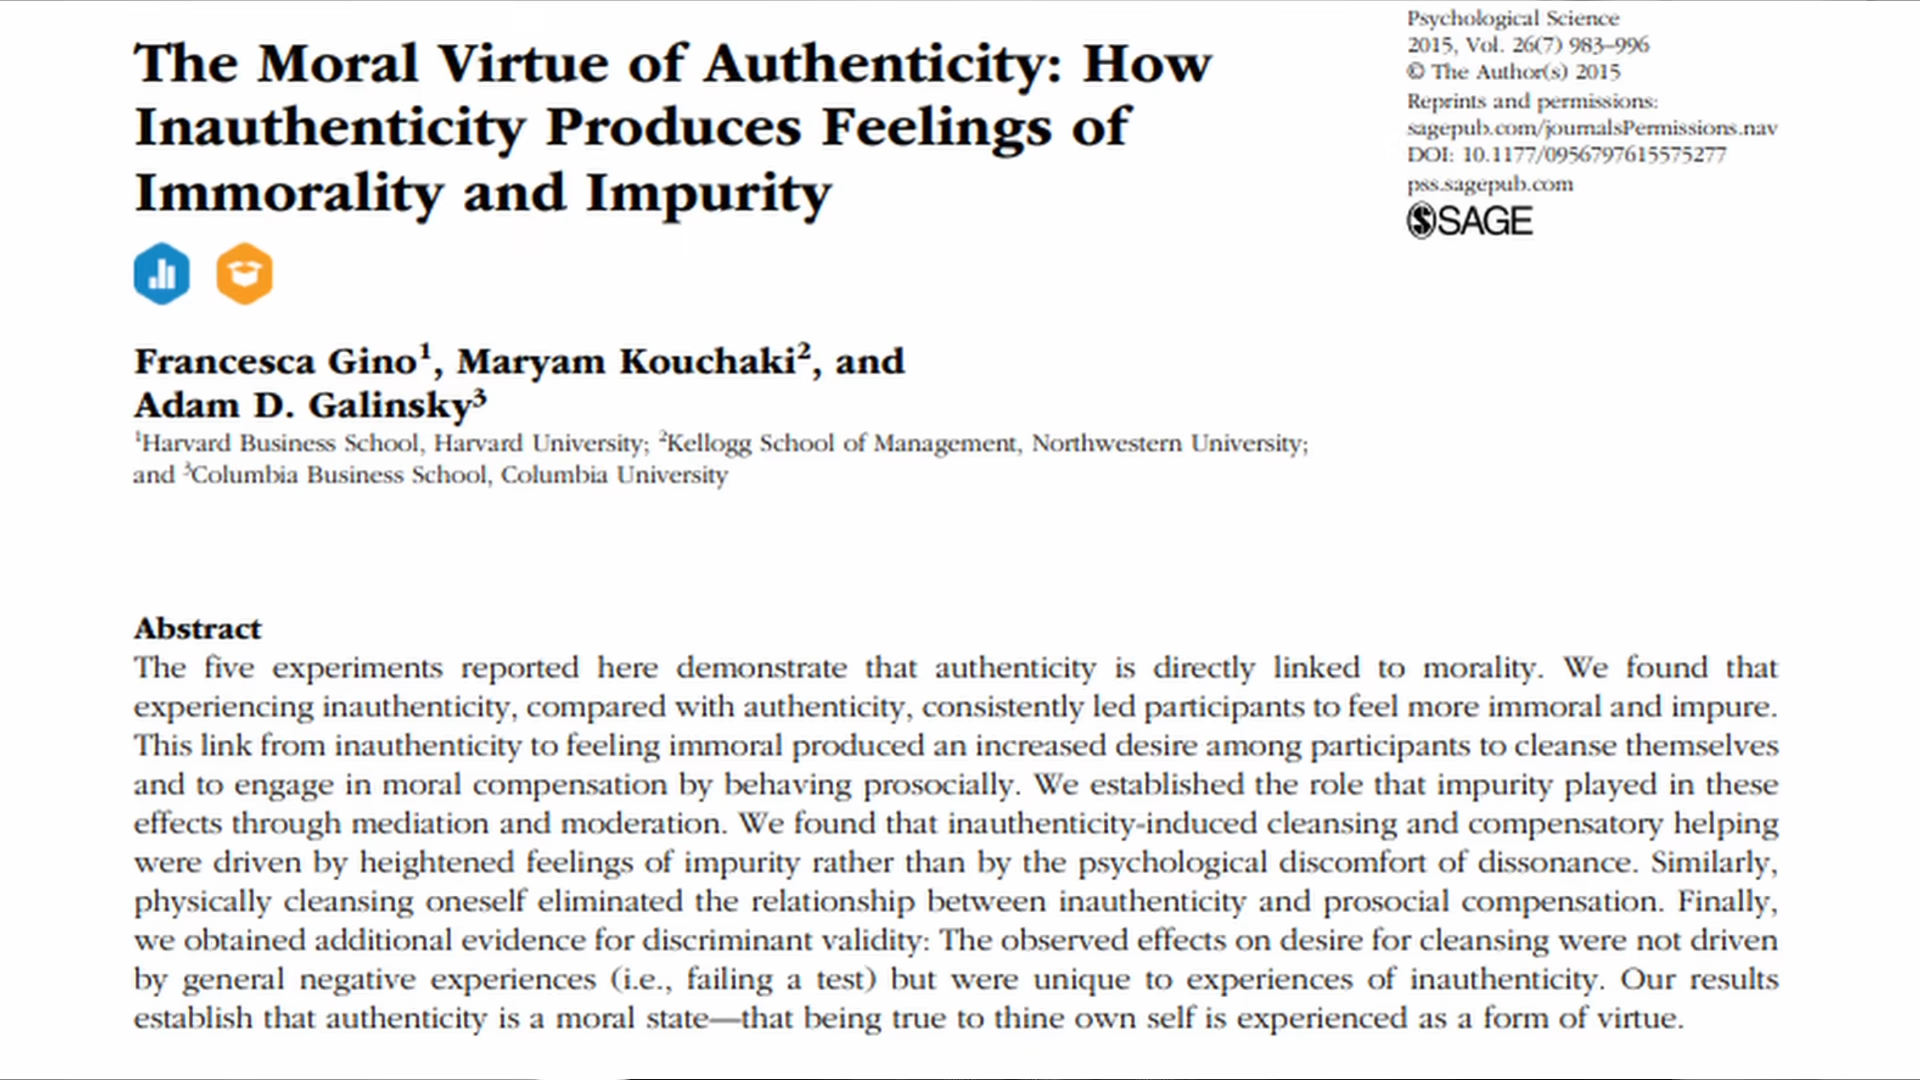 The Moral Virtue of Authenticity: How
Inauthenticity Produces Feelings of
Immorality and Impurity
Psychological Science
2015, Vol. 26(7) 983–996
© The Author(s) 2015
Reprints and permissions:
sagepub.com/journalsPermissions.nav
DOI: 10.1177/0956797615575277
pss.sagepub.com
SAGE
Francesca Gino¹, Maryam Kouchaki², and
Adam D. Galinsky³
¹Harvard Business School, Harvard University; ²Kellogg School of Management, Northwestern University;
and ³Columbia Business School, Columbia University
Abstract
The five experiments reported here demonstrate that authenticity is directly linked to morality. We found that
experiencing inauthenticity, compared with authenticity, consistently led participants to feel more immoral and impure.
This link from inauthenticity to feeling immoral produced an increased desire among participants to cleanse themselves
and to engage in moral compensation by behaving prosocially. We established the role that impurity played in these
effects through mediation and moderation. We found that inauthenticity-induced cleansing and compensatory helping
were driven by heightened feelings of impurity rather than by the psychological discomfort of dissonance. Similarly,
physically cleansing oneself eliminated the relationship between inauthenticity and prosocial compensation. Finally,
we obtained additional evidence for discriminant validity: The observed effects on desire for cleansing were not driven
by general negative experiences (i.e., failing a test) but were unique to experiences of inauthenticity. Our results
establish that authenticity is a moral state—that being true to thine own self is experienced as a form of virtue.